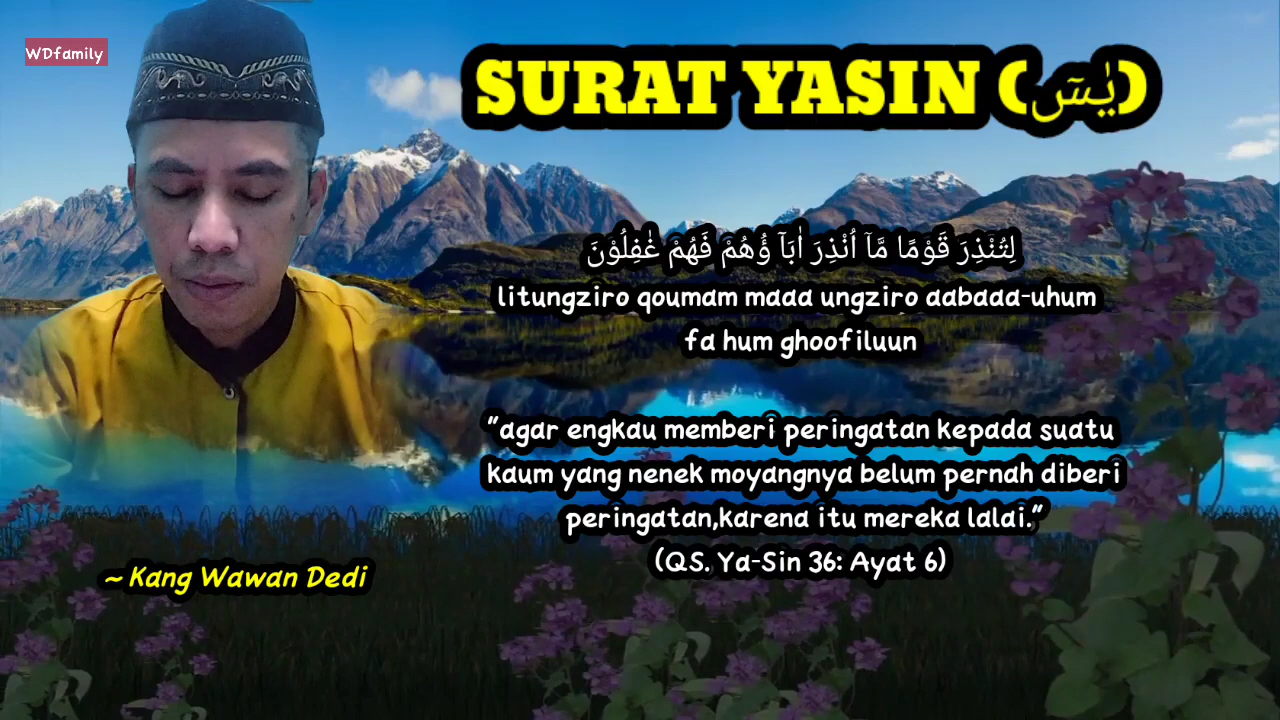 WDfamily
SURAT YASIN (يٰسۤ)
لِتُنْذِرَ قَوْمًا مَّآ اُنْذِرَ اٰبَاۤ ؤُهُمْ فَهُمْ غٰفِلُوْنَ
litungziro qoumam maaa ungziro aabaaa-uhum
fa hum ghoofiluun
"agar engkau memberi peringatan kepada suatu
kaum yang nenek moyangnya belum pernah diberi
peringatan,karena itu mereka lalai."
(QS. Ya-Sin 36: Ayat 6)
~ Kang Wawan Dedi